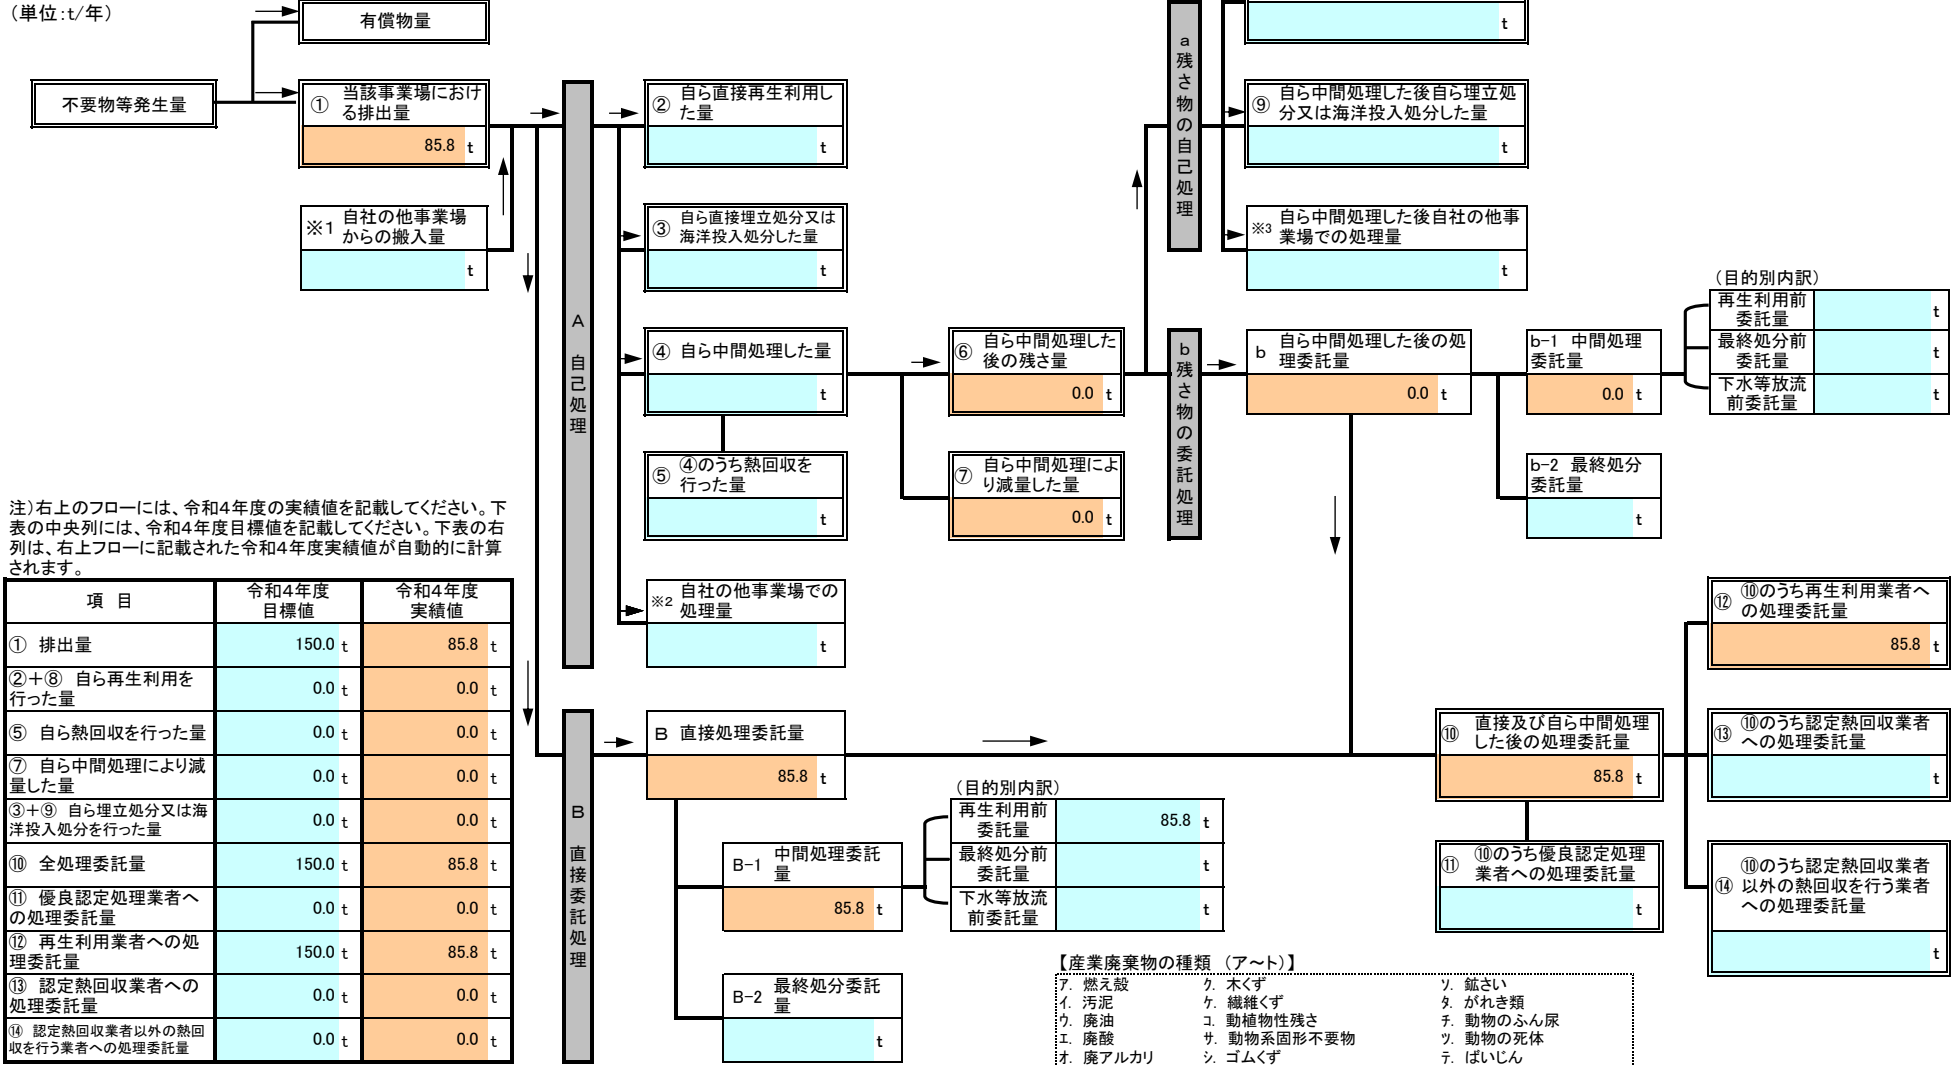 （単位：t/年）
有償物量
不要物等発生量
① 当該事業場におけ
る排出量
85.8 t
※1 自社の他事業場
からの搬入量
t
A 自己処理
② 自ら直接再生利用し
た量
t
③ 自ら直接埋立処分又は
海洋投入処分した量
t
④ 自ら中間処理した量
t
⑤ ④のうち熱回収を
行った量
t
※2 自社の他事業場での
処理量
t
⑥ 自ら中間処理した
後の残さ量
0.0 t
⑦ 自ら中間処理によ
り減量した量
0.0 t
a 残さ物の自己処理
t
⑨ 自ら中間処理した後自ら埋立処
分又は海洋投入処分した量
t
※3 自ら中間処理した後自社の他事
業場での処理量
t
b 残さ物の委託処理
b 自ら中間処理した後の処
理委託量
0.0 t
b-1 中間処理
委託量
0.0 t
b-2 最終処分
委託量
t
（目的別内訳）
再生利用前
委託量
t
最終処分前
委託量
t
下水等放流
前委託量
t
注）右上のフローには、令和4年度の実績値を記載してください。下
表の中央列には、令和4年度目標値を記載してください。下表の右
列は、右上フローに記載された令和4年度実績値が自動的に計算
されます。
項 目 令和4年度 目標値 令和4年度 実績値
① 排出量 150.0 t 85.8 t
②＋⑧ 自ら再生利用を
行った量 0.0 t 0.0 t
⑤ 自ら熱回収を行った量 0.0 t 0.0 t
⑦ 自ら中間処理により減
量した量 0.0 t 0.0 t
③＋⑨ 自ら埋立処分又は海
洋投入処分を行った量 0.0 t 0.0 t
⑩ 全処理委託量 150.0 t 85.8 t
⑪ 優良認定処理業者へ
の処理委託量 0.0 t 0.0 t
⑫ 再生利用業者への処
理委託量 150.0 t 85.8 t
⑬ 認定熱回収業者への
処理委託量 0.0 t 0.0 t
⑭ 認定熱回収業者以外の熱回
収を行う業者への処理委託量 0.0 t 0.0 t
B 直接委託処理
B 直接処理委託量
85.8 t
B-1 中間処理委託
量
85.8 t
B-2 最終処分委託
量
t
（目的別内訳）
再生利用前
委託量
85.8 t
最終処分前
委託量
t
下水等放流
前委託量
t
⑩ 直接及び自ら中間処理
した後の処理委託量
85.8 t
⑪ ⑩のうち優良認定処理
業者への処理委託量
t
⑫ ⑩のうち再生利用業者へ
の処理委託量
85.8 t
⑬ ⑩のうち認定熱回収業者
への処理委託量
t
⑭ ⑩のうち認定熱回収業者
以外の熱回収を行う業者
への処理委託量
t
【産業廃棄物の種類 （ア～ト）】
ア. 燃え殻 ク. 木くず ソ. 鉱さい
イ. 汚泥 ケ. 繊維くず タ. がれき類
ウ. 廃油 コ. 動植物性残さ チ. 動物のふん尿
エ. 廃酸 サ. 動物系固形不要物 ツ. 動物の死体
オ. 廃アルカリ シ. ゴムくず テ. ばいじん